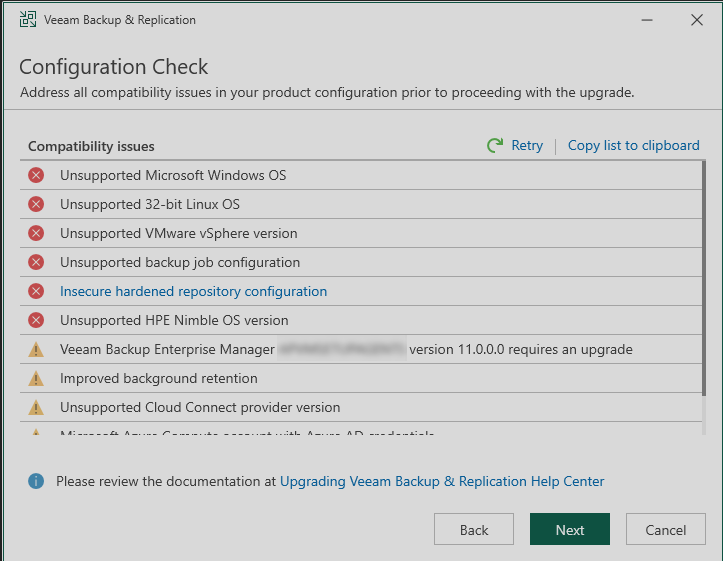 Veeam Backup & Replication
Configuration Check
Address all compatibility issues in your product configuration prior to proceeding with the upgrade.
Compatibility issues
Retry
Copy list to clipboard
Unsupported Microsoft Windows OS
Unsupported 32-bit Linux OS
Unsupported VMware vSphere version
Unsupported backup job configuration
Insecure hardened repository configuration
Unsupported HPE Nimble OS version
Veeam Backup Enterprise Manager version 11.0.0.0 requires an upgrade
Improved background retention
Unsupported Cloud Connect provider version
Microsoft Azure Compute account with Azure AD credentials
Please review the documentation at Upgrading Veeam Backup & Replication Help Center
Back
Next
Cancel